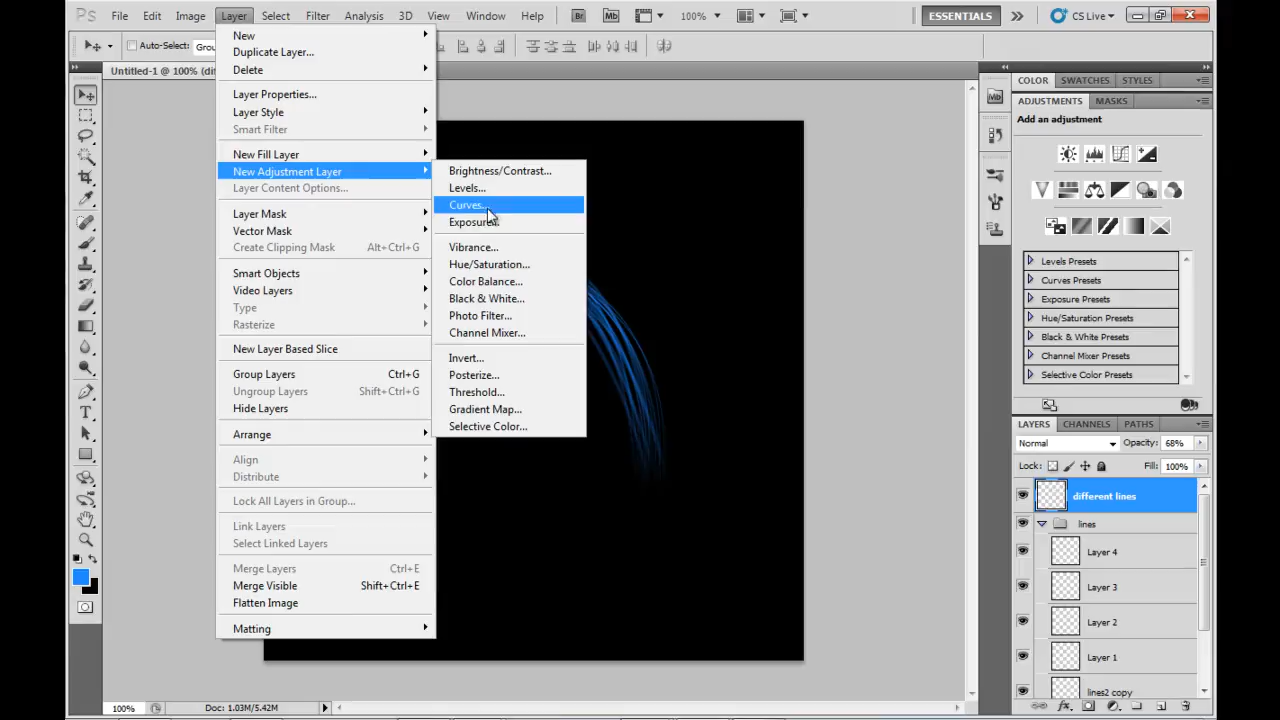 Ps File Edit Image Layer Select Filter Analysis 3D View Window Help Br Mb 100% ESSENTIALS CS Live
Auto-Select: Grou
Untitled-1 @ 100% (dif
New
Duplicate Layer...
Delete
Layer Properties...
Layer Style
Smart Filter
New Fill Layer
New Adjustment Layer
Layer Content Options...
Layer Mask
Vector Mask
Create Clipping Mask Alt+Ctrl+G
Smart Objects
Video Layers
Type
Rasterize
New Layer Based Slice
Group Layers Ctrl+G
Ungroup Layers Shift+Ctrl+G
Hide Layers
Arrange
Align
Distribute
Lock All Layers in Group...
Link Layers
Select Linked Layers
Merge Layers Ctrl+E
Merge Visible Shift+Ctrl+E
Flatten Image
Matting
Brightness/Contrast...
Levels...
Curves...
Exposure...
Vibrance...
Hue/Saturation...
Color Balance...
Black & White...
Photo Filter...
Channel Mixer...
Invert...
Posterize...
Threshold...
Gradient Map...
Selective Color...
Mb
COLOR SWATCHES STYLES
ADJUSTMENTS MASKS
Add an adjustment
Levels Presets
Curves Presets
Exposure Presets
Hue/Saturation Presets
Black & White Presets
Channel Mixer Presets
Selective Color Presets
LAYERS CHANNELS PATHS
Normal Opacity: 68%
Lock: Fill: 100%
different lines
lines
Layer 4
Layer 3
Layer 2
Layer 1
lines2 copy
T
100% Doc: 1.03M/5.42M
fx